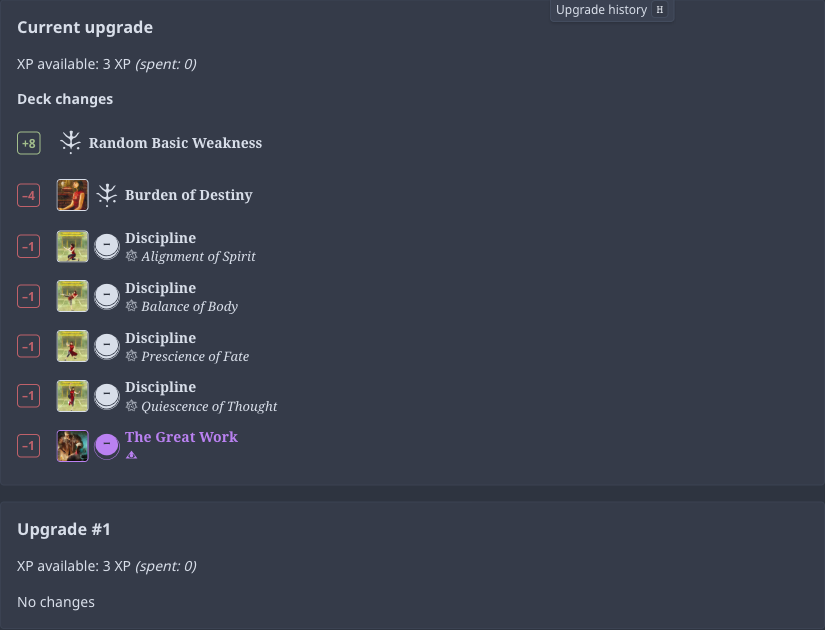 Upgrade history H
Current upgrade
XP available: 3 XP (spent: 0)
Deck changes
+8 Random Basic Weakness
−4 Burden of Destiny
−1 Discipline
Alignment of Spirit
−1 Discipline
Balance of Body
−1 Discipline
Prescience of Fate
−1 Discipline
Quiescence of Thought
−1 The Great Work
Upgrade #1
XP available: 3 XP (spent: 0)
No changes